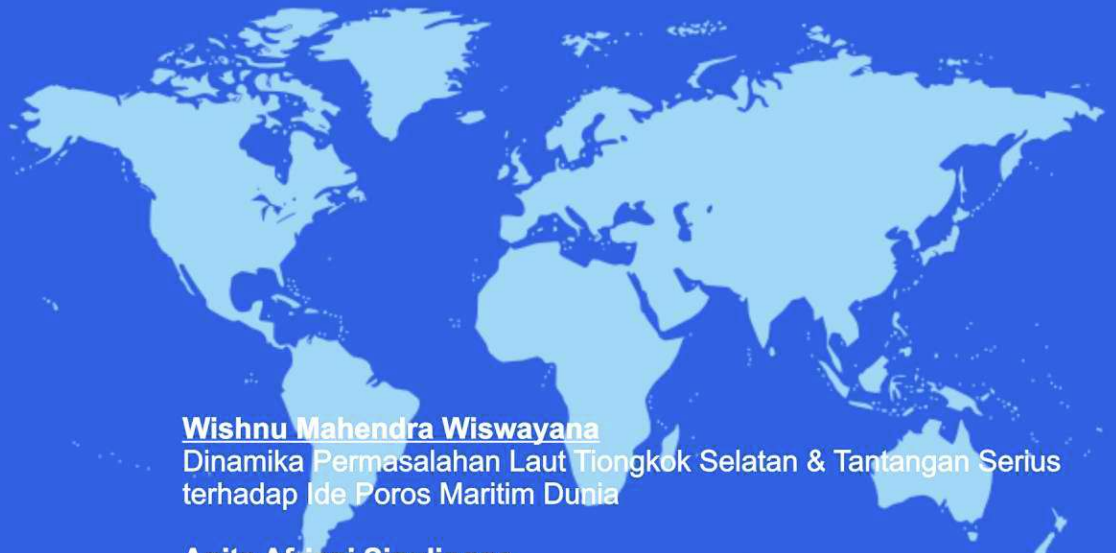 Wishnu Mahendra Wiswayana
Dinamika Permasalahan Laut Tiongkok Selatan & Tantangan Serius
terhadap Ide Poros Maritim Dunia